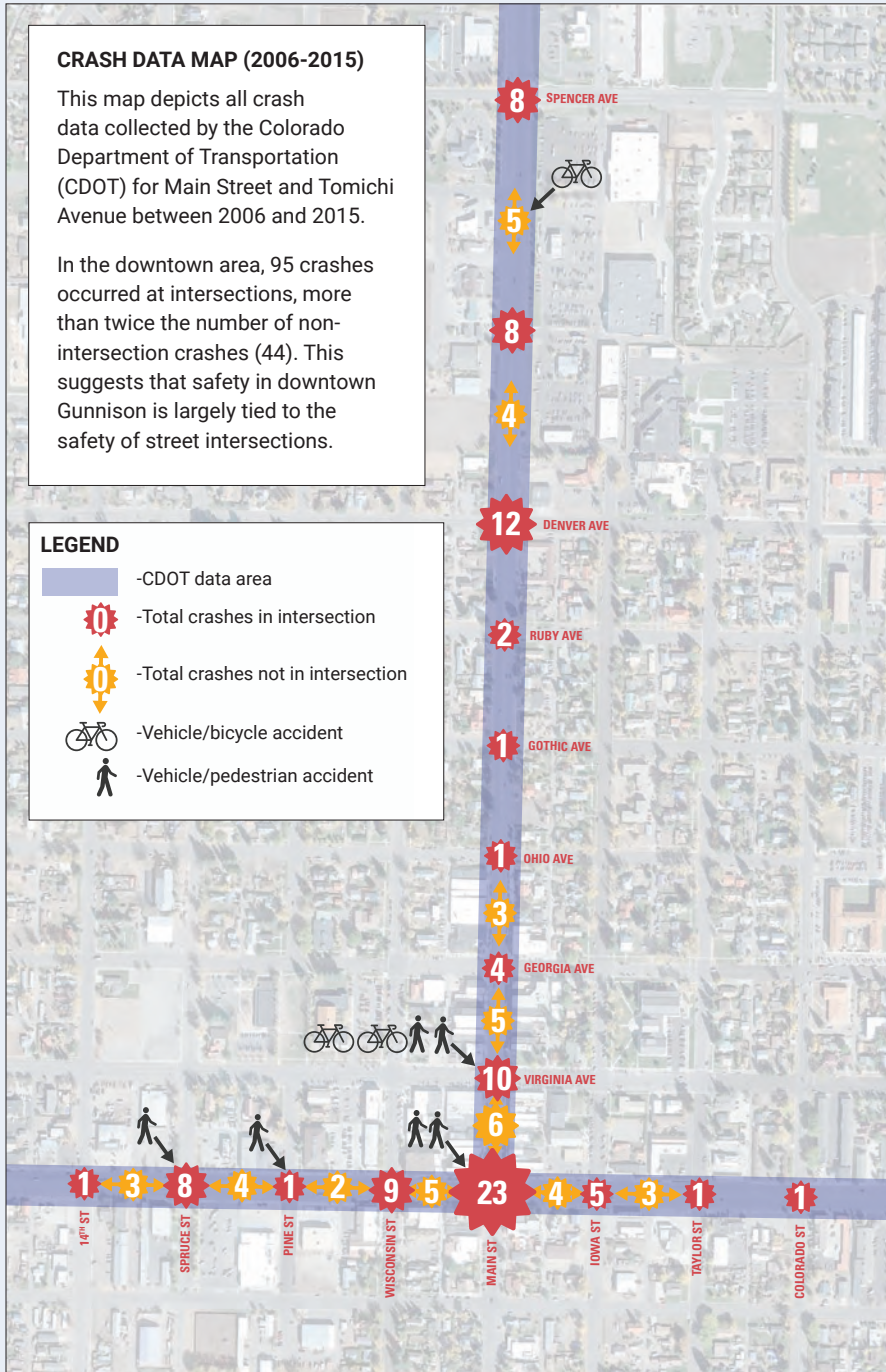 CRASH DATA MAP (2006-2015)
This map depicts all crash
data collected by the Colorado
Department of Transportation
(CDOT) for Main Street and Tomichi
Avenue between 2006 and 2015.
In the downtown area, 95 crashes
occurred at intersections, more
than twice the number of non-
intersection crashes (44). This
suggests that safety in downtown
Gunnison is largely tied to the
safety of street intersections.
LEGEND
-CDOT data area
0 -Total crashes in intersection
0 -Total crashes not in intersection
-Vehicle/bicycle accident
-Vehicle/pedestrian accident
8 SPENCER AVE
5
8
4
12 DENVER AVE
2 RUBY AVE
1 GOTHIC AVE
1 OHIO AVE
3
4 GEORGIA AVE
5
10 VIRGINIA AVE
6
1 3 8 4 1 2 9 5 23 4 5 3 1 1
14TH ST
SPRUCE ST
PINE ST
WISCONSIN ST
MAIN ST
IOWA ST
TAYLOR ST
COLORADO ST